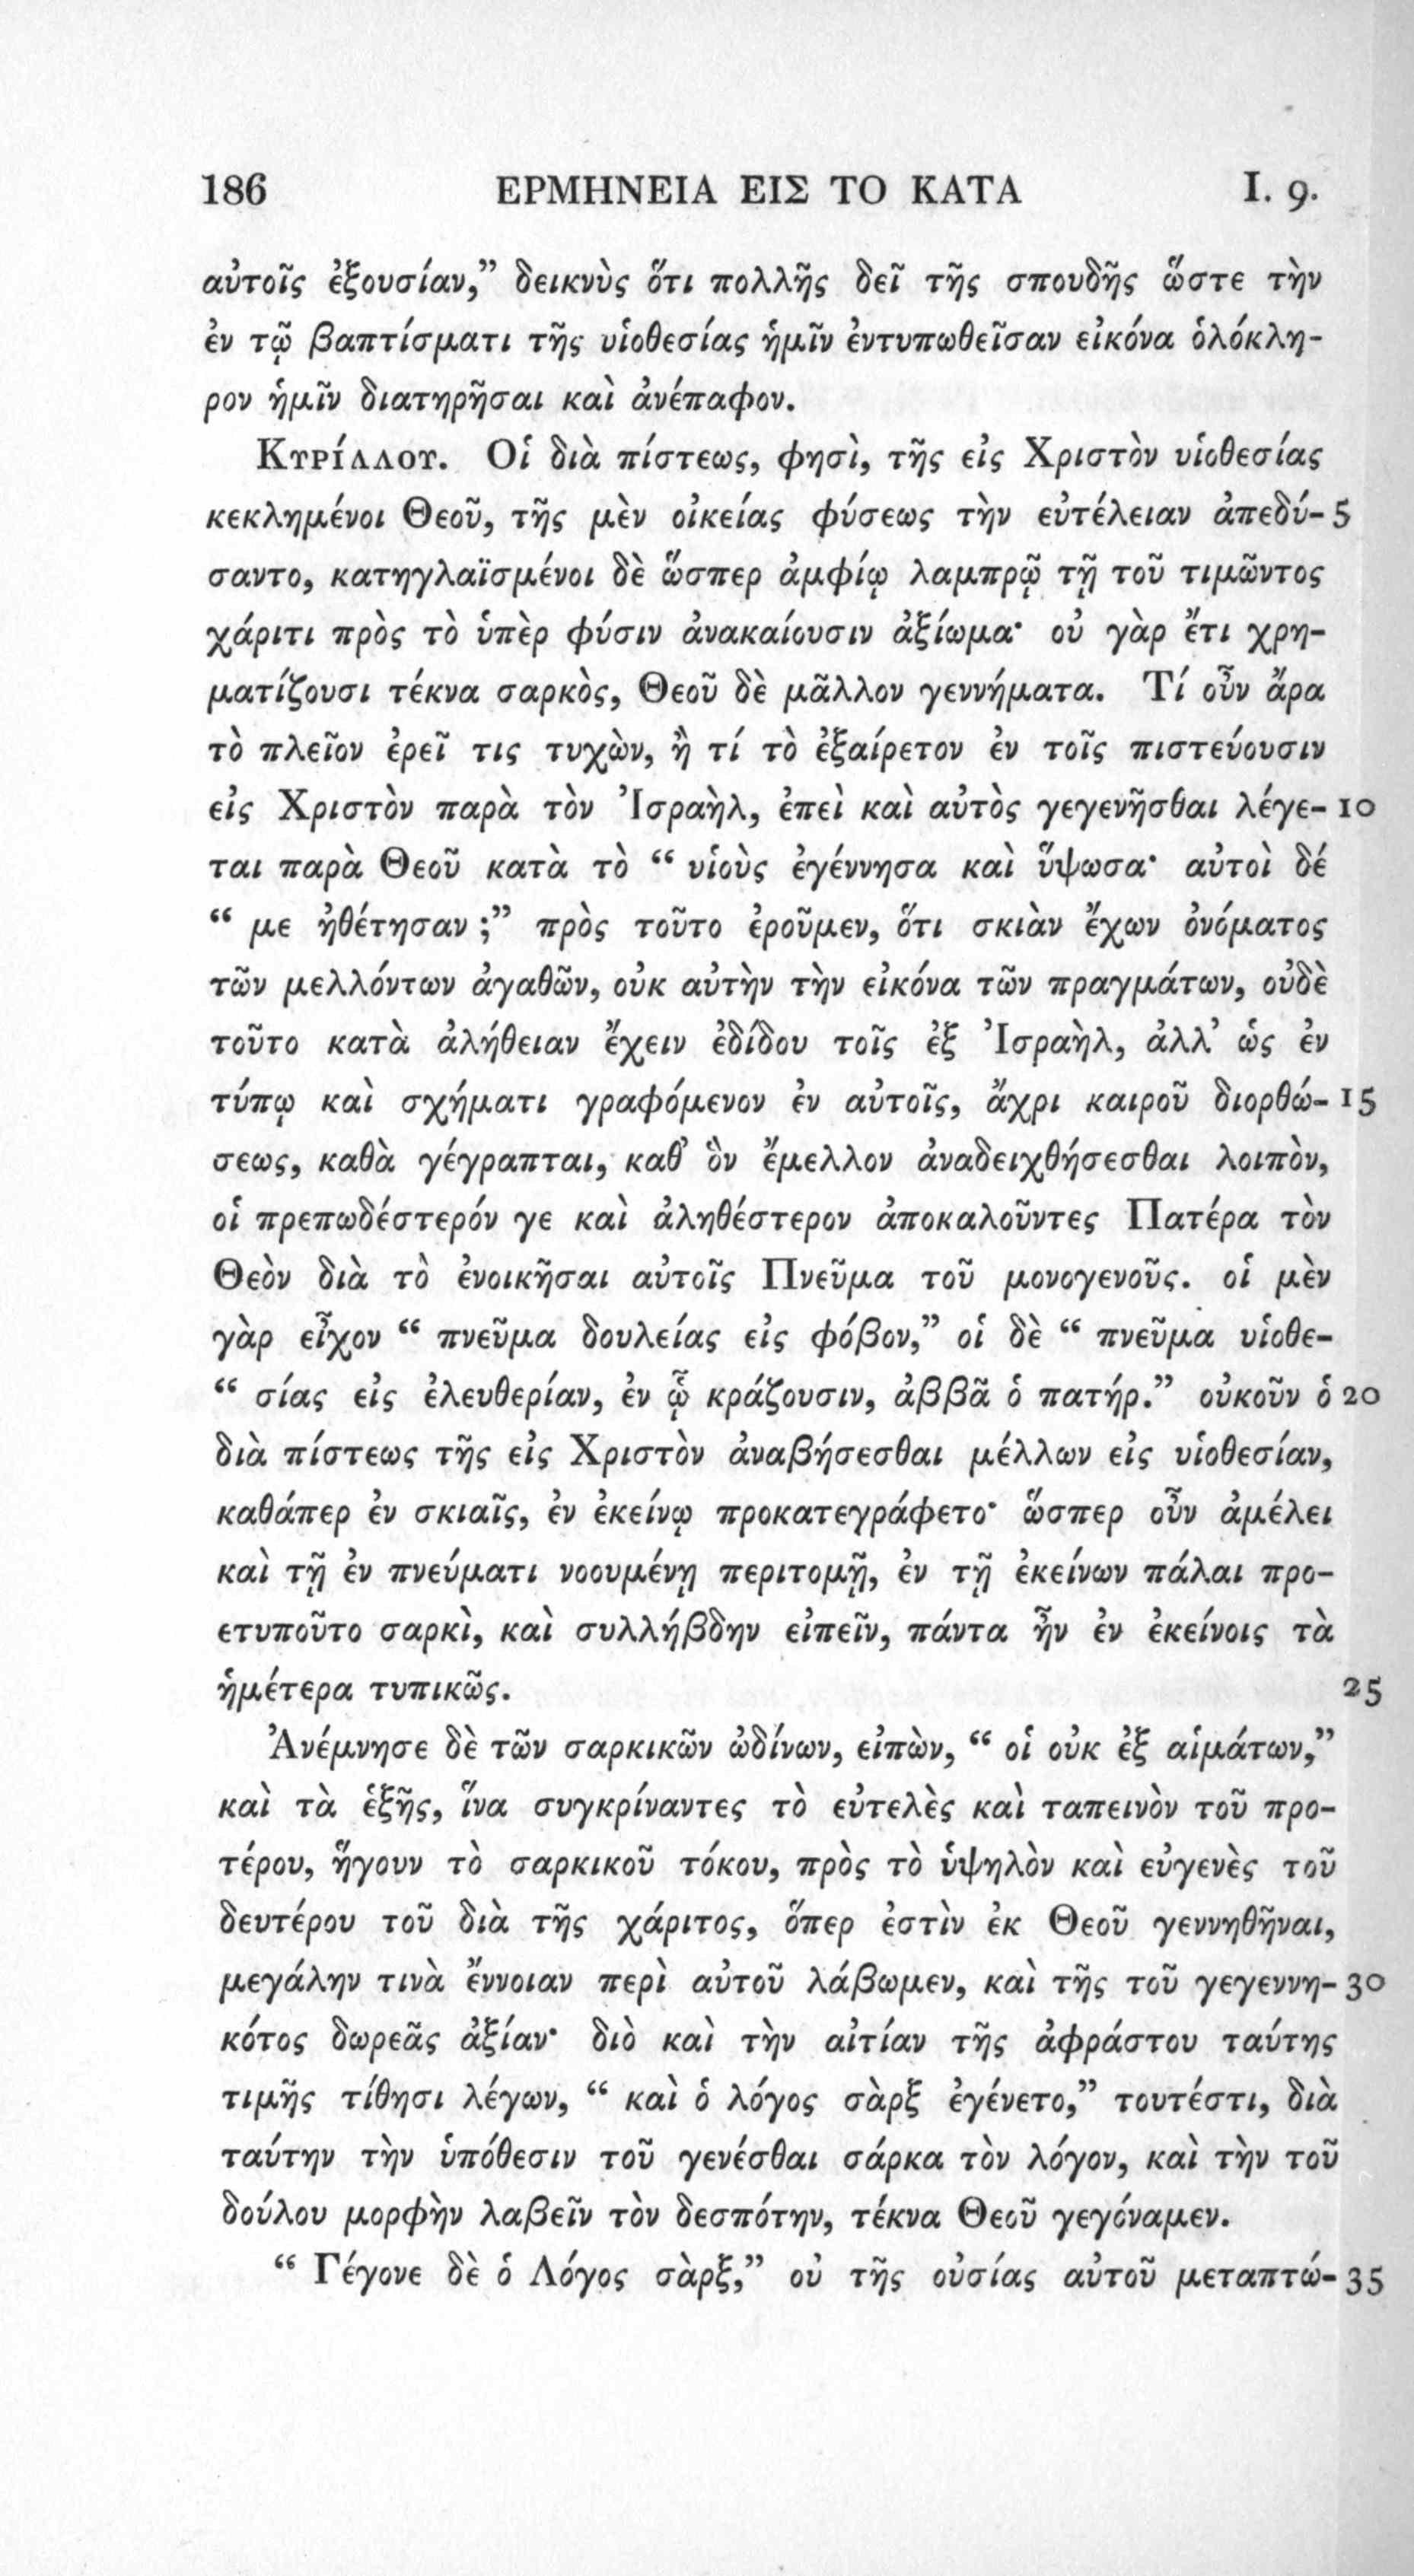 186 ΕΡΜΗΝΕΙΑ ΕΙΣ ΤΟ ΚΑΤΑ I. 9.
αὐτοῖς ἐξουσίαν,” δεικνὺς ὅτι πολλῆς δεῖ τῆς σπουδῆς ὥστε τὴν
ἐν τῷ βαπτίσματι τῆς υἱοθεσίας ἡμῖν ἐντυπωθεῖσαν εἰκόνα ὁλόκλη-
ρον ἡμῖν διατηρῆσαι καὶ ἀνέπαφον.
Κυρίλλου. Οἱ διὰ πίστεως, φησὶ, τῆς εἰς Χριστὸν υἱοθεσίας
κεκλημένοι Θεοῦ, τῆς μὲν οἰκείας φύσεως τὴν εὐτέλειαν ἀπεδύ- 5
σαντο, κατηγλαϊσμένοι δὲ ὥσπερ ἀμφίῳ λαμπρῷ τῇ τοῦ τιμῶντος
χάριτι πρὸς τὸ ὑπὲρ φύσιν ἀνακαίουσιν ἀξίωμα· οὐ γὰρ ἔτι χρη-
ματίζουσι τέκνα σαρκὸς, Θεοῦ δὲ μᾶλλον γεννήματα. Τί οὖν ἄρα
τὸ πλεῖον ἐρεῖ τις τυχὼν, ἢ τί τὸ ἐξαίρετον ἐν τοῖς πιστεύουσιν
εἰς Χριστὸν παρὰ τὸν Ἰσραὴλ, ἐπεὶ καὶ αὐτὸς γεγενῆσθαι λέγε- 10
ται παρὰ Θεοῦ κατὰ τὸ “ υἱοὺς ἐγέννησα καὶ ὕψωσα· αὐτοὶ δέ
“ με ἠθέτησαν ;” πρὸς τοῦτο ἐροῦμεν, ὅτι σκιὰν ἔχων ὀνόματος
τῶν μελλόντων ἀγαθῶν, οὐκ αὐτὴν τὴν εἰκόνα τῶν πραγμάτων, οὐδὲ
τοῦτο κατὰ ἀλήθειαν ἔχειν ἐδίδου τοῖς ἐξ Ἰσραὴλ, ἀλλ’ ὡς ἐν
τύπῳ καὶ σχήματι γραφόμενον ἐν αὐτοῖς, ἄχρι καιροῦ διορθώ- 15
σεως, καθὰ γέγραπται, καθ’ ὃν ἔμελλον ἀναδειχθήσεσθαι λοιπὸν,
οἱ πρεπωδέστερόν γε καὶ ἀληθέστερον ἀποκαλοῦντες Πατέρα τὸν
Θεὸν διὰ τὸ ἐνοικῆσαι αὐτοῖς Πνεῦμα τοῦ μονογενοῦς. οἱ μὲν
γὰρ εἶχον “ πνεῦμα δουλείας εἰς φόβον,” οἱ δὲ “ πνεῦμα υἱοθε-
“ σίας εἰς ἐλευθερίαν, ἐν ᾧ κράζουσιν, ἀββᾶ ὁ πατήρ.” οὐκοῦν ὁ 20
διὰ πίστεως τῆς εἰς Χριστὸν ἀναβήσεσθαι μέλλων εἰς υἱοθεσίαν,
καθάπερ ἐν σκιαῖς, ἐν ἐκείνῳ προκατεγράφετο· ὥσπερ οὖν ἀμέλει
καὶ τῇ ἐν πνεύματι νοουμένῃ περιτομῇ, ἐν τῇ ἐκείνων πάλαι προ-
ετυποῦτο σαρκὶ, καὶ συλλήβδην εἰπεῖν, πάντα ἦν ἐν ἐκείνοις τὰ
ἡμέτερα τυπικῶς. 25
Ἀνέμνησε δὲ τῶν σαρκικῶν ὠδίνων, εἰπὼν, “ οἱ οὐκ ἐξ αἱμάτων,”
καὶ τὰ ἑξῆς, ἵνα συγκρίναντες τὸ εὐτελὲς καὶ ταπεινὸν τοῦ προ-
τέρου, ἤγουν τὸ σαρκικοῦ τόκου, πρὸς τὸ ὑψηλὸν καὶ εὐγενὲς τοῦ
δευτέρου τοῦ διὰ τῆς χάριτος, ὅπερ ἐστὶν ἐκ Θεοῦ γεννηθῆναι,
μεγάλην τινὰ ἔννοιαν περὶ αὐτοῦ λάβωμεν, καὶ τῆς τοῦ γεγεννη- 30
κότος δωρεᾶς ἀξίαν· διὸ καὶ τὴν αἰτίαν τῆς ἀφράστου ταύτης
τιμῆς τίθησι λέγων, “ καὶ ὁ λόγος σὰρξ ἐγένετο,” τουτέστι, διὰ
ταύτην τὴν ὑπόθεσιν τοῦ γενέσθαι σάρκα τὸν λόγον, καὶ τὴν τοῦ
δούλου μορφὴν λαβεῖν τὸν δεσπότην, τέκνα Θεοῦ γεγόναμεν.
“ Γέγονε δὲ ὁ Λόγος σὰρξ,” οὐ τῆς οὐσίας αὐτοῦ μεταπτώ- 35